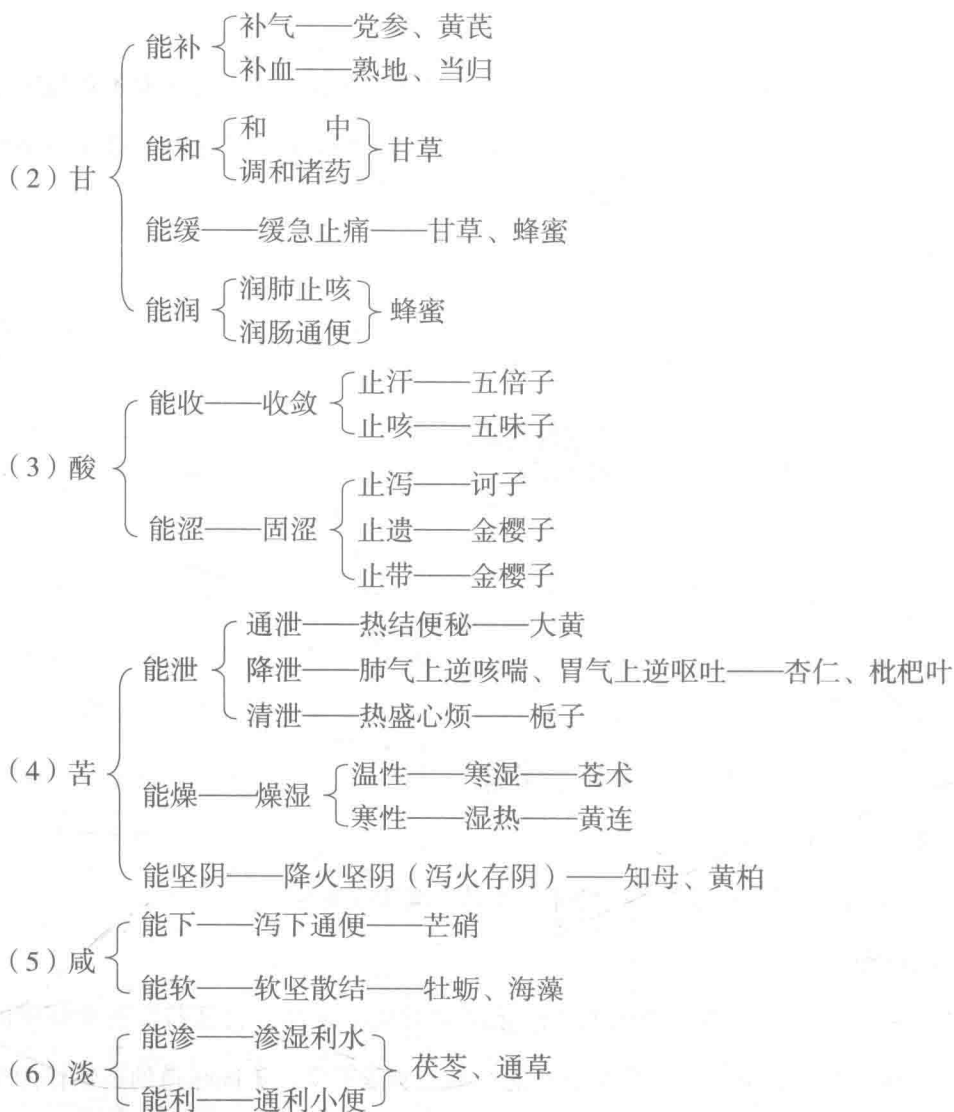 补气——党参、黄芪
能补
补血——熟地、当归
和 中
能和 甘草
调和诸药
(2)甘
能缓——缓急止痛——甘草、蜂蜜
润肺止咳
能润 蜂蜜
润肠通便
止汗——五倍子
能收——收敛
止咳——五味子
(3)酸
止泻——诃子
能涩——固涩 止遗——金樱子
止带——金樱子
通泄——热结便秘——大黄
能泄 降泄——肺气上逆咳喘、胃气上逆呕吐——杏仁、枇杷叶
清泄——热盛心烦——栀子
(4)苦
温性——寒湿——苍术
能燥——燥湿
寒性——湿热——黄连
能坚阴——降火坚阴(泻火存阴)——知母、黄柏
能下——泻下通便——芒硝
(5)咸
能软——软坚散结——牡蛎、海藻
能渗——渗湿利水
(6)淡 茯苓、通草
能利——通利小便